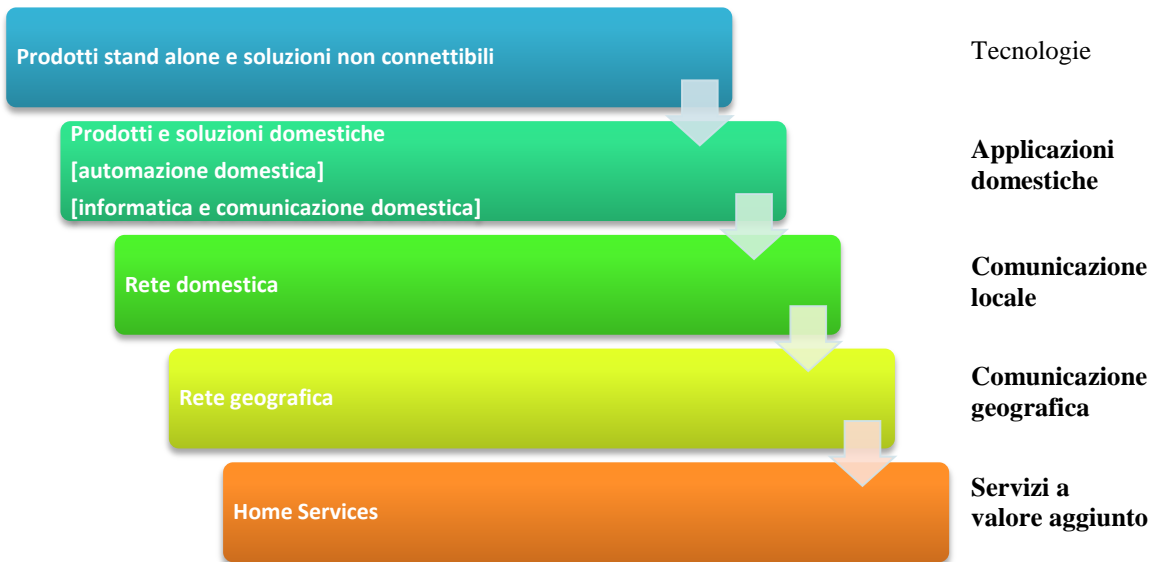 Prodotti stand alone e soluzioni non connettibili
Tecnologie
Prodotti e soluzioni domestiche
[automazione domestica]
[informatica e comunicazione domestica]
Applicazioni
domestiche
Rete domestica
Comunicazione
locale
Rete geografica
Comunicazione
geografica
Home Services
Servizi a
valore aggiunto